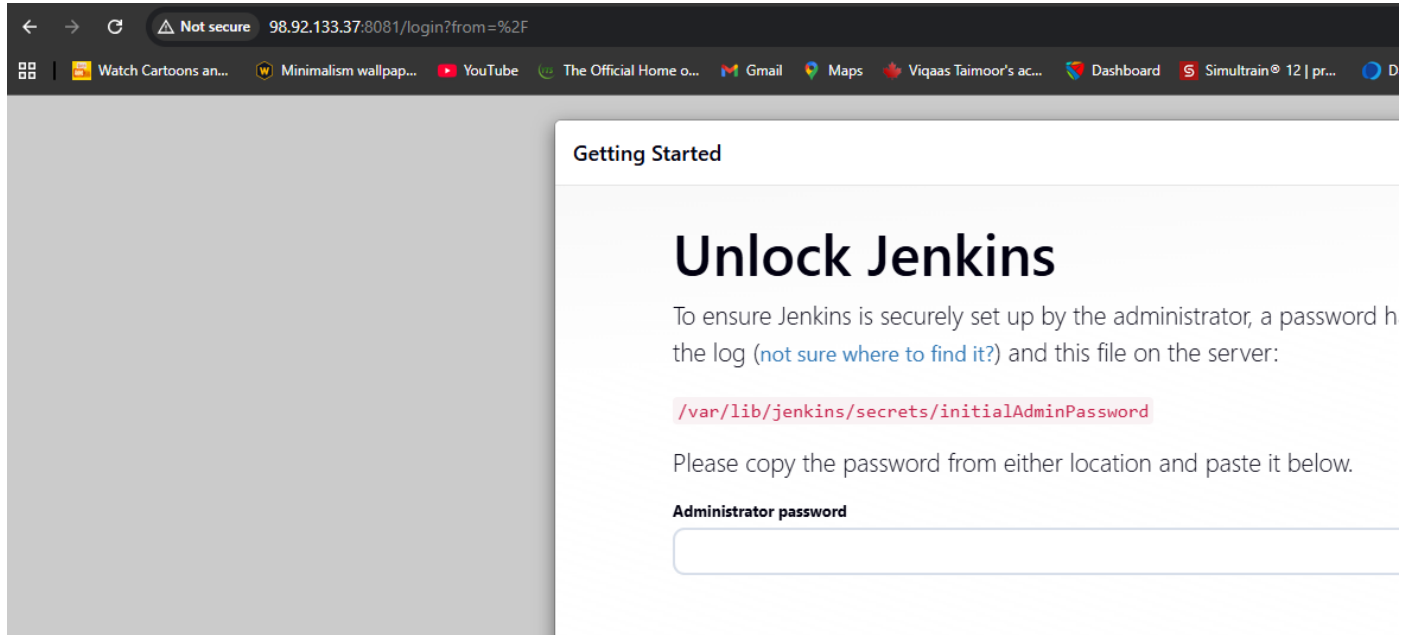 Not secure 98.92.133.37:8081/login?from=%2F
Watch Cartoons an... Minimalism wallpap... YouTube The Official Home o... Gmail Maps Viqaas Taimoor's ac... Dashboard Simultrain® 12 | pr... D
Getting Started
Unlock Jenkins
To ensure Jenkins is securely set up by the administrator, a password h
the log (not sure where to find it?) and this file on the server:
/var/lib/jenkins/secrets/initialAdminPassword
Please copy the password from either location and paste it below.
Administrator password